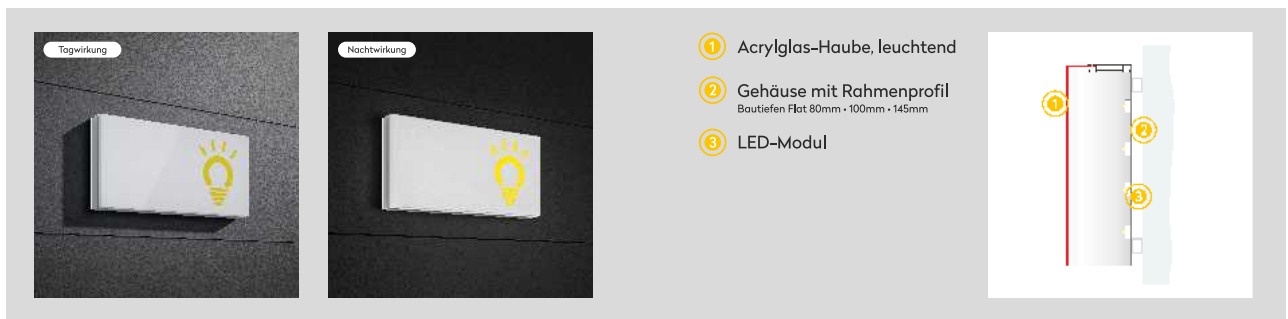 Tagwirkung
Nachtwirkung
1 Acrylglas-Haube, leuchtend
2 Gehäuse mit Rahmenprofil
Bautiefen Flat 80mm • 100mm • 145mm
3 LED-Modul
1
2
3